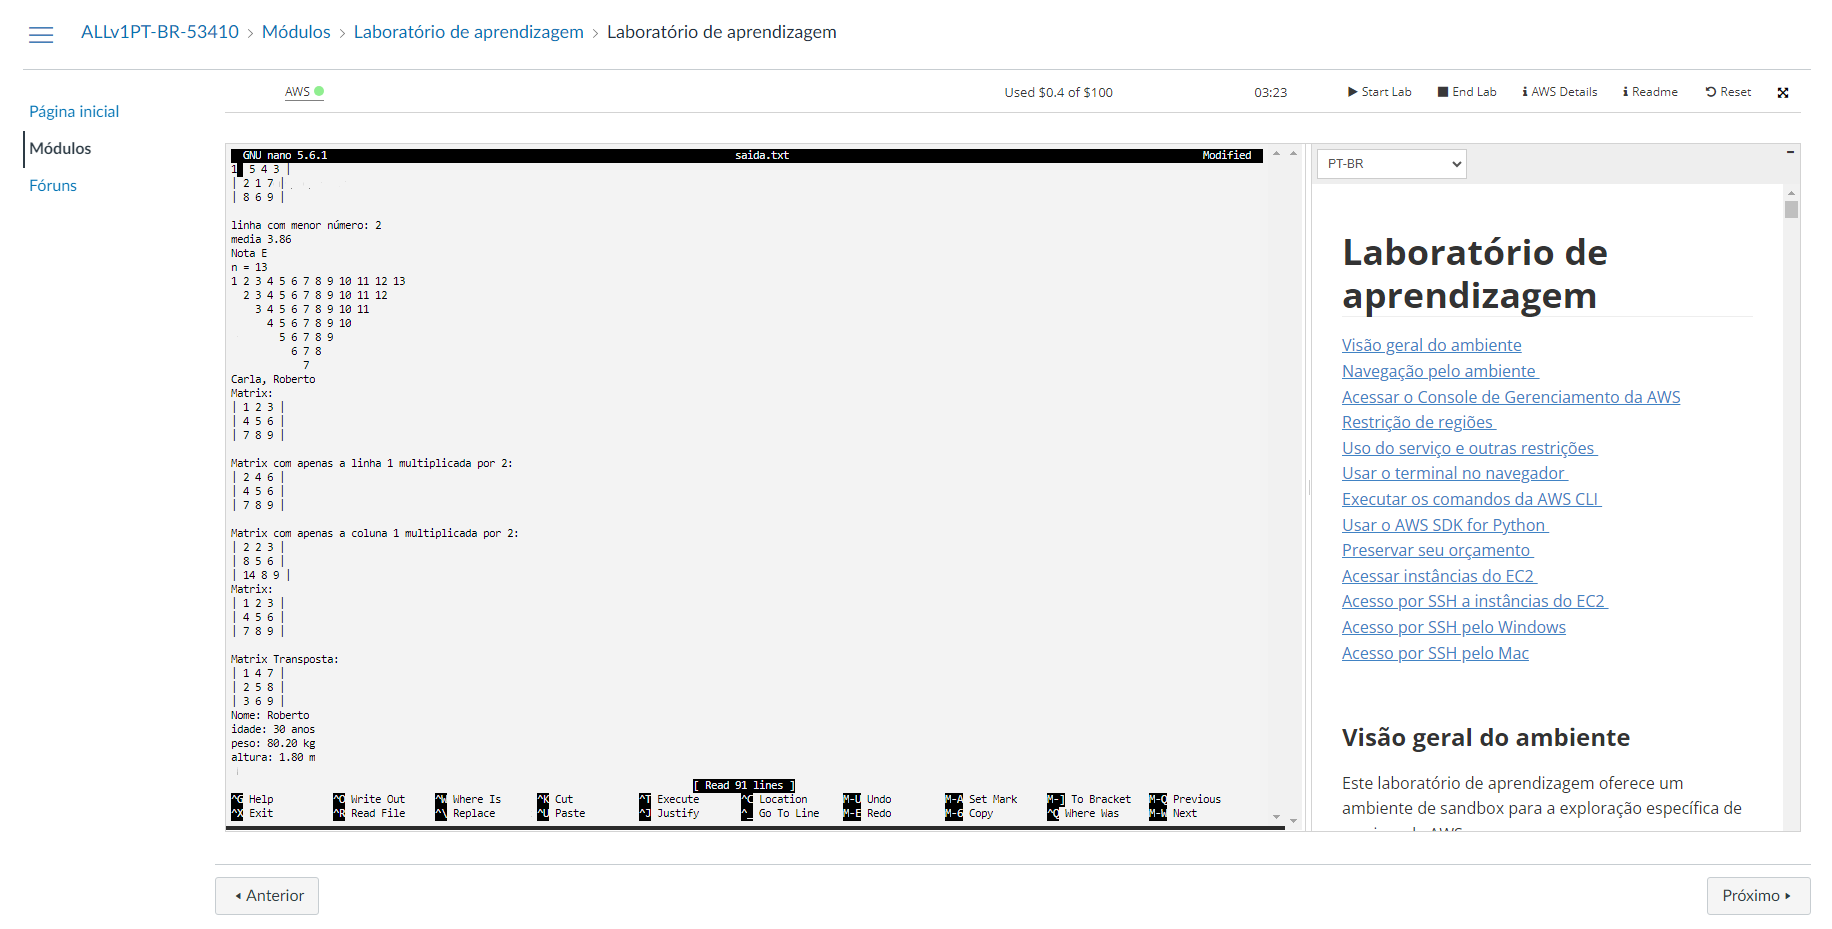 ALLv1PT-BR-53410 › Módulos › Laboratório de aprendizagem › Laboratório de aprendizagem
Página inicial
Módulos
Fóruns
AWS
Used $0.4 of $100
03:23
Start Lab
End Lab
AWS Details
Readme
Reset
GNU nano 5.6.1 saida.txt Modified
1 5 4 3 |
| 2 1 7 |
| 8 6 9 |
linha com menor número: 2
media 3.86
Nota E
n = 13
1 2 3 4 5 6 7 8 9 10 11 12 13
2 3 4 5 6 7 8 9 10 11 12
3 4 5 6 7 8 9 10 11
4 5 6 7 8 9 10
5 6 7 8 9
6 7 8
7
Carla, Roberto
Matrix:
| 1 2 3 |
| 4 5 6 |
| 7 8 9 |
Matrix com apenas a linha 1 multiplicada por 2:
| 2 4 6 |
| 4 5 6 |
| 7 8 9 |
Matrix com apenas a coluna 1 multiplicada por 2:
| 2 2 3 |
| 8 5 6 |
| 14 8 9 |
Matrix:
| 1 2 3 |
| 4 5 6 |
| 7 8 9 |
Matrix Transposta:
| 1 4 7 |
| 2 5 8 |
| 3 6 9 |
Nome: Roberto
idade: 30 anos
peso: 80.20 kg
altura: 1.80 m
[ Read 91 lines ]
^G Help ^O Write Out ^W Where Is ^K Cut ^T Execute ^C Location M-U Undo M-A Set Mark M-] To Bracket M-Q Previous
^X Exit ^R Read File ^\ Replace ^U Paste ^J Justify ^_ Go To Line M-E Redo M-6 Copy ^Q Where Was M-W Next
PT-BR
Laboratório de
aprendizagem
Visão geral do ambiente
Navegação pelo ambiente
Acessar o Console de Gerenciamento da AWS
Restrição de regiões
Uso do serviço e outras restrições
Usar o terminal no navegador
Executar os comandos da AWS CLI
Usar o AWS SDK for Python
Preservar seu orçamento
Acessar instâncias do EC2
Acesso por SSH a instâncias do EC2
Acesso por SSH pelo Windows
Acesso por SSH pelo Mac
Visão geral do ambiente
Este laboratório de aprendizagem oferece um
ambiente de sandbox para a exploração específica de
Anterior
Próximo